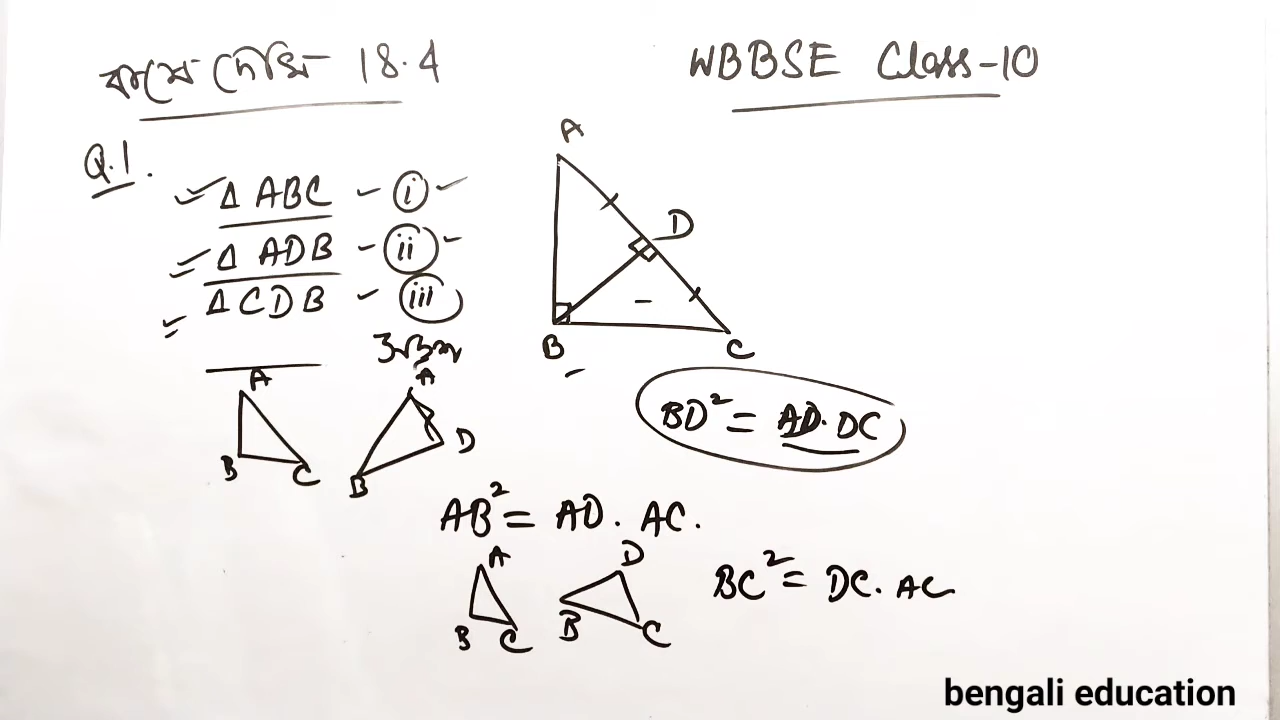 কষে দেখি- 18.4
WBBSE Class-10
Q.1.
Δ ABC - (i)
Δ ADB - (ii)
Δ CDB - (iii)
A
D
B
C
A
B
C
A
D
B
BD² = AD. DC
AB² = AD. AC.
A
B
C
D
B
C
BC² = DC. AC
bengali education